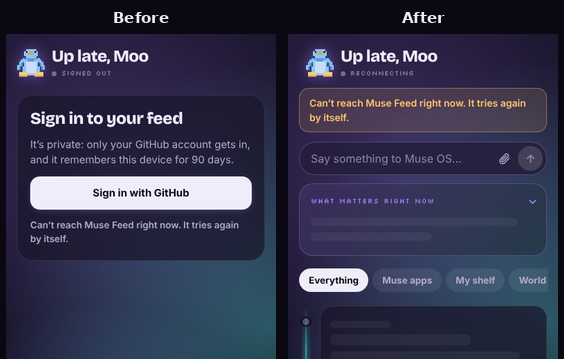 Before
Up late, Moo
SIGNED OUT
Sign in to your feed
It's private: only your GitHub account gets in,
and it remembers this device for 90 days.
Sign in with GitHub
Can't reach Muse Feed right now. It tries again
by itself.
After
Up late, Moo
RECONNECTING
Can't reach Muse Feed right now. It tries again
by itself.
Say something to Muse OS...
WHAT MATTERS RIGHT NOW
Everything
Muse apps
My shelf
World